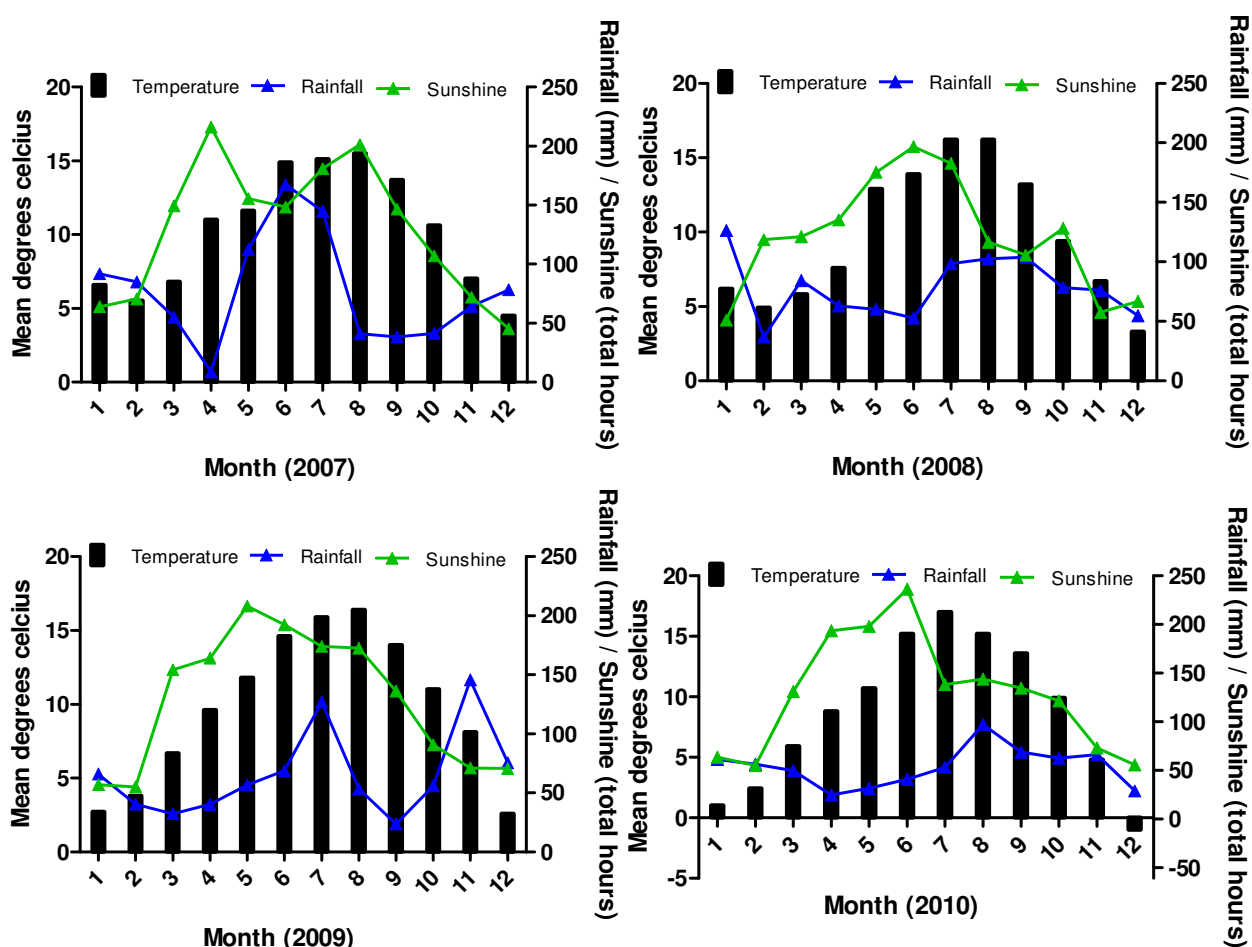 Mean degrees celcius
20
15
10
5
0
Temperature Rainfall Sunshine
250
200
150
100
50
0
Rainfall (mm) / Sunshine (total hours)
1 2 3 4 5 6 7 8 9 10 11 12
Month (2007)
Mean degrees celcius
20
15
10
5
0
Temperature Rainfall Sunshine
250
200
150
100
50
0
Rainfall (mm) / Sunshine (total hours)
1 2 3 4 5 6 7 8 9 10 11 12
Month (2008)
Mean degrees celcius
20
15
10
5
0
Temperature Rainfall Sunshine
250
200
150
100
50
0
Rainfall (mm) / Sunshine (total hours)
1 2 3 4 5 6 7 8 9 10 11 12
Month (2009)
Mean degrees celcius
20
15
10
5
0
-5
Temperature Rainfall Sunshine
250
200
150
100
50
0
-50
Rainfall (mm) / Sunshine (total hours)
1 2 3 4 5 6 7 8 9 10 11 12
Month (2010)